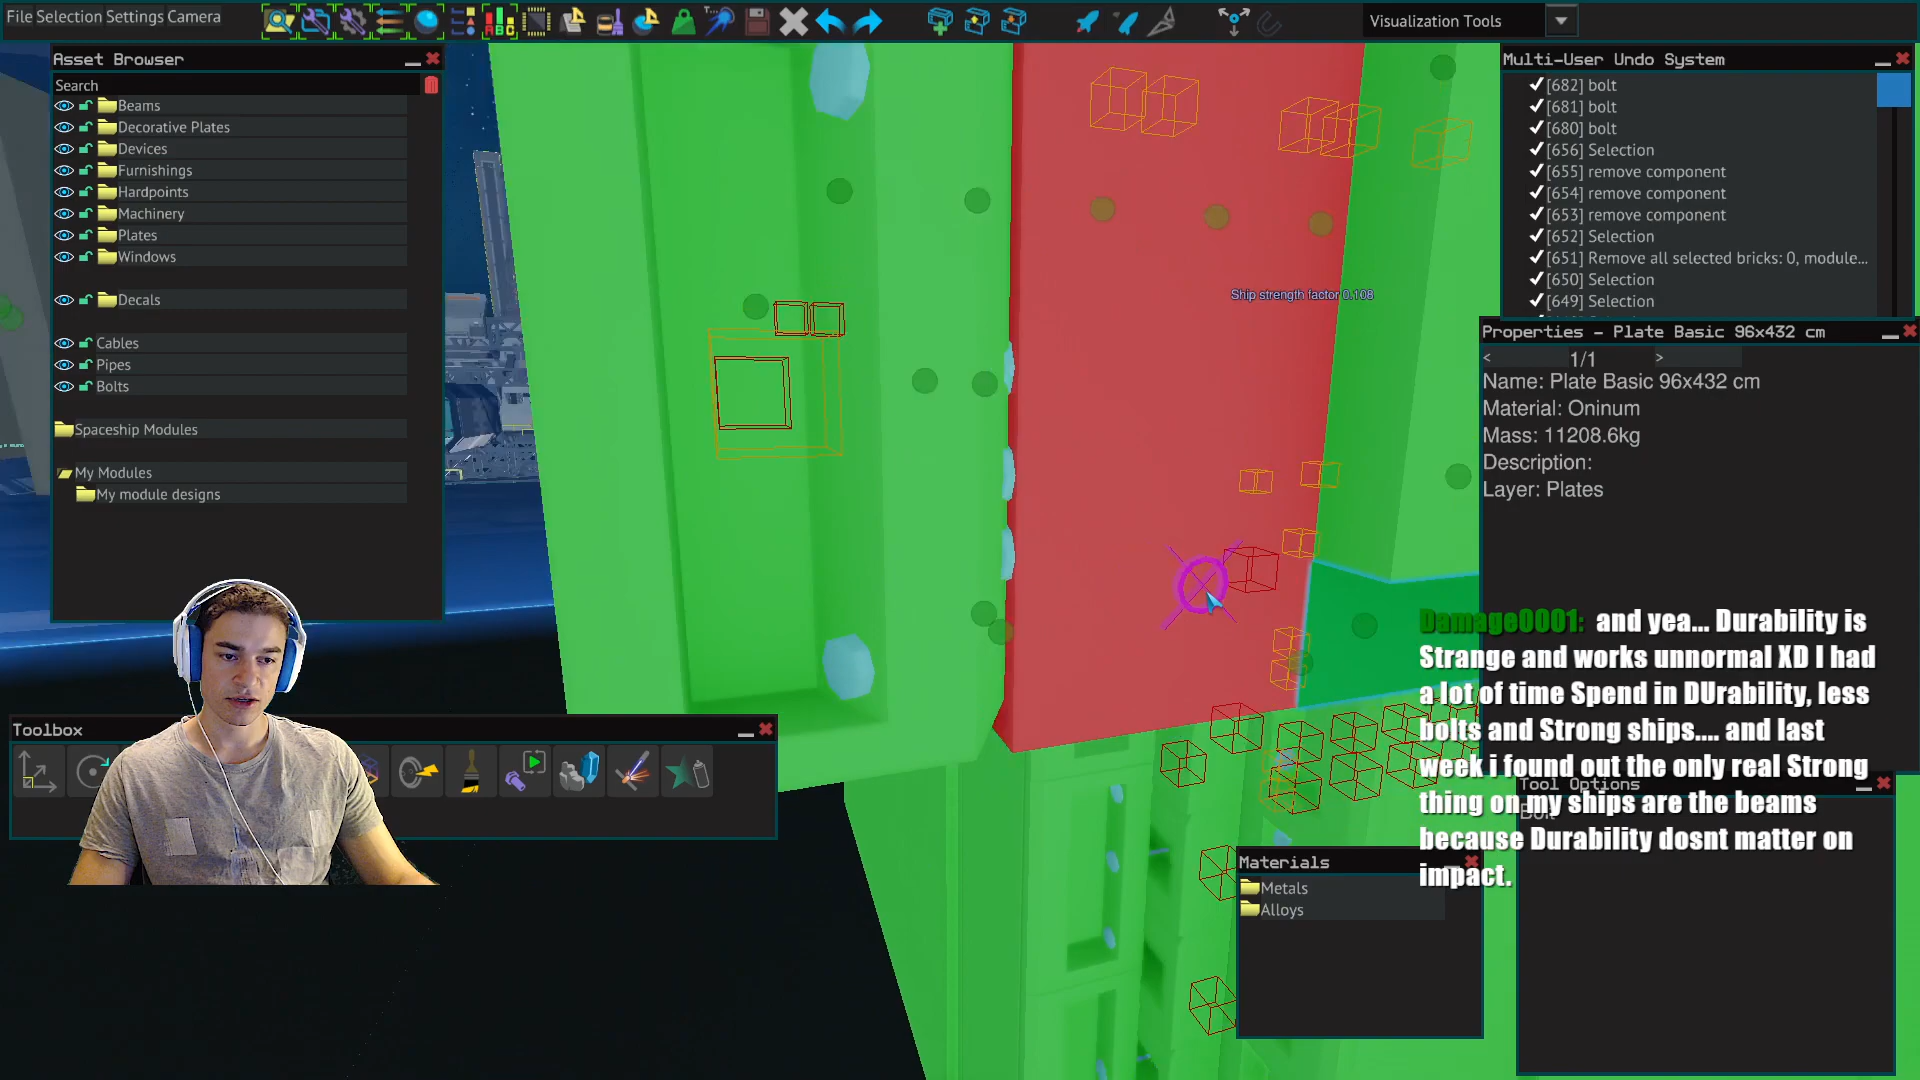 File Selection Settings Camera
Visualization Tools
Asset Browser
Search
Beams
Decorative Plates
Devices
Furnishings
Hardpoints
Machinery
Plates
Windows
Decals
Cables
Pipes
Bolts
Spaceship Modules
My Modules
My module designs
Toolbox
Ship strength factor 0.108
Multi-User Undo System
[682] bolt
[681] bolt
[680] bolt
[656] Selection
[655] remove component
[654] remove component
[653] remove component
[652] Selection
[651] Remove all selected bricks: 0, module...
[650] Selection
[649] Selection
Properties - Plate Basic 96x432 cm
< 1/1 >
Name: Plate Basic 96x432 cm
Material: Oninum
Mass: 11208.6kg
Description:
Layer: Plates
Damage0001: and yea... Durability is
Strange and works unnormal XD I had
a lot of time Spend in DUrability, less
bolts and Strong ships.... and last
week i found out the only real Strong
thing on my ships are the beams
because Durability dosnt matter on
impact.
Tool Options
Bolt
Materials
Metals
Alloys